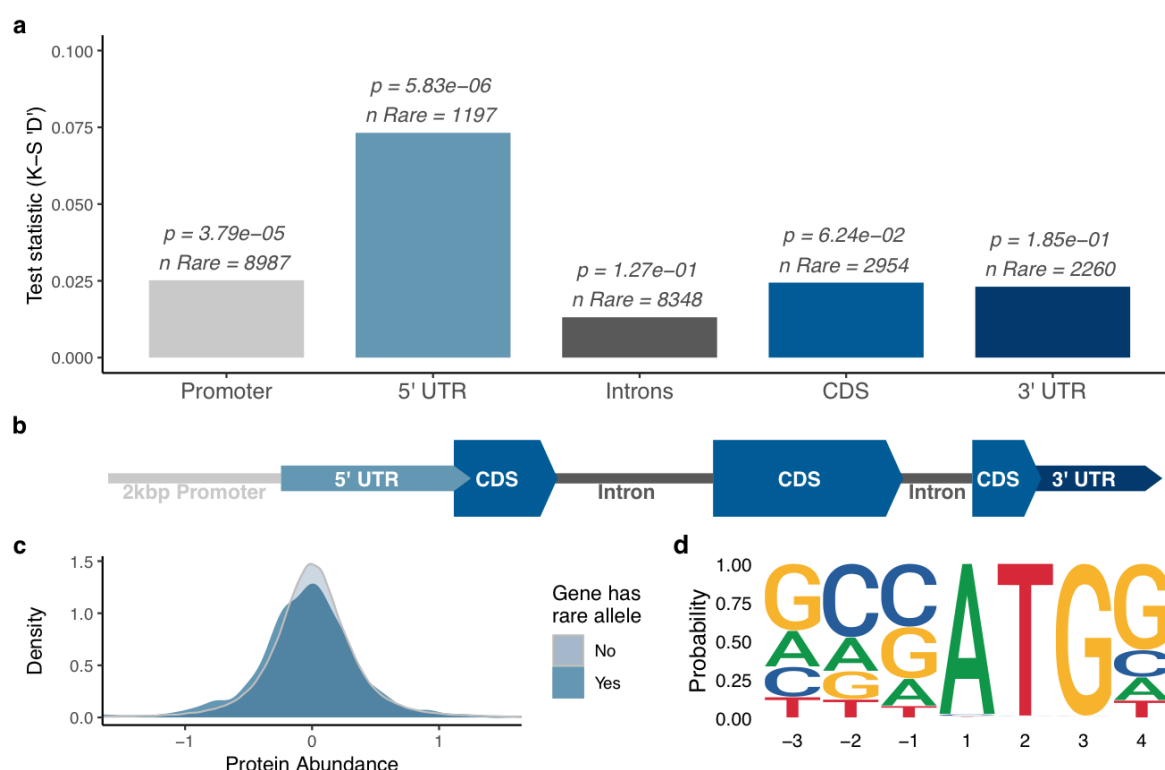 a
Test statistic (K−S 'D')
0.100
0.075
0.050
0.025
0.000
p = 3.79e−05
n Rare = 8987
p = 5.83e−06
n Rare = 1197
p = 1.27e−01
n Rare = 8348
p = 6.24e−02
n Rare = 2954
p = 1.85e−01
n Rare = 2260
Promoter
5' UTR
Introns
CDS
3' UTR
b
2kbp Promoter
5' UTR
CDS
Intron
CDS
Intron
CDS
3' UTR
c
Density
1.5
1.0
0.5
0.0
−1
0
1
Protein Abundance
Gene has
rare allele
No
Yes
d
Probability
1.00
0.75
0.50
0.25
0.00
G C C A T G G
A A G C
C G A A
T T T T
−3
−2
−1
1
2
3
4